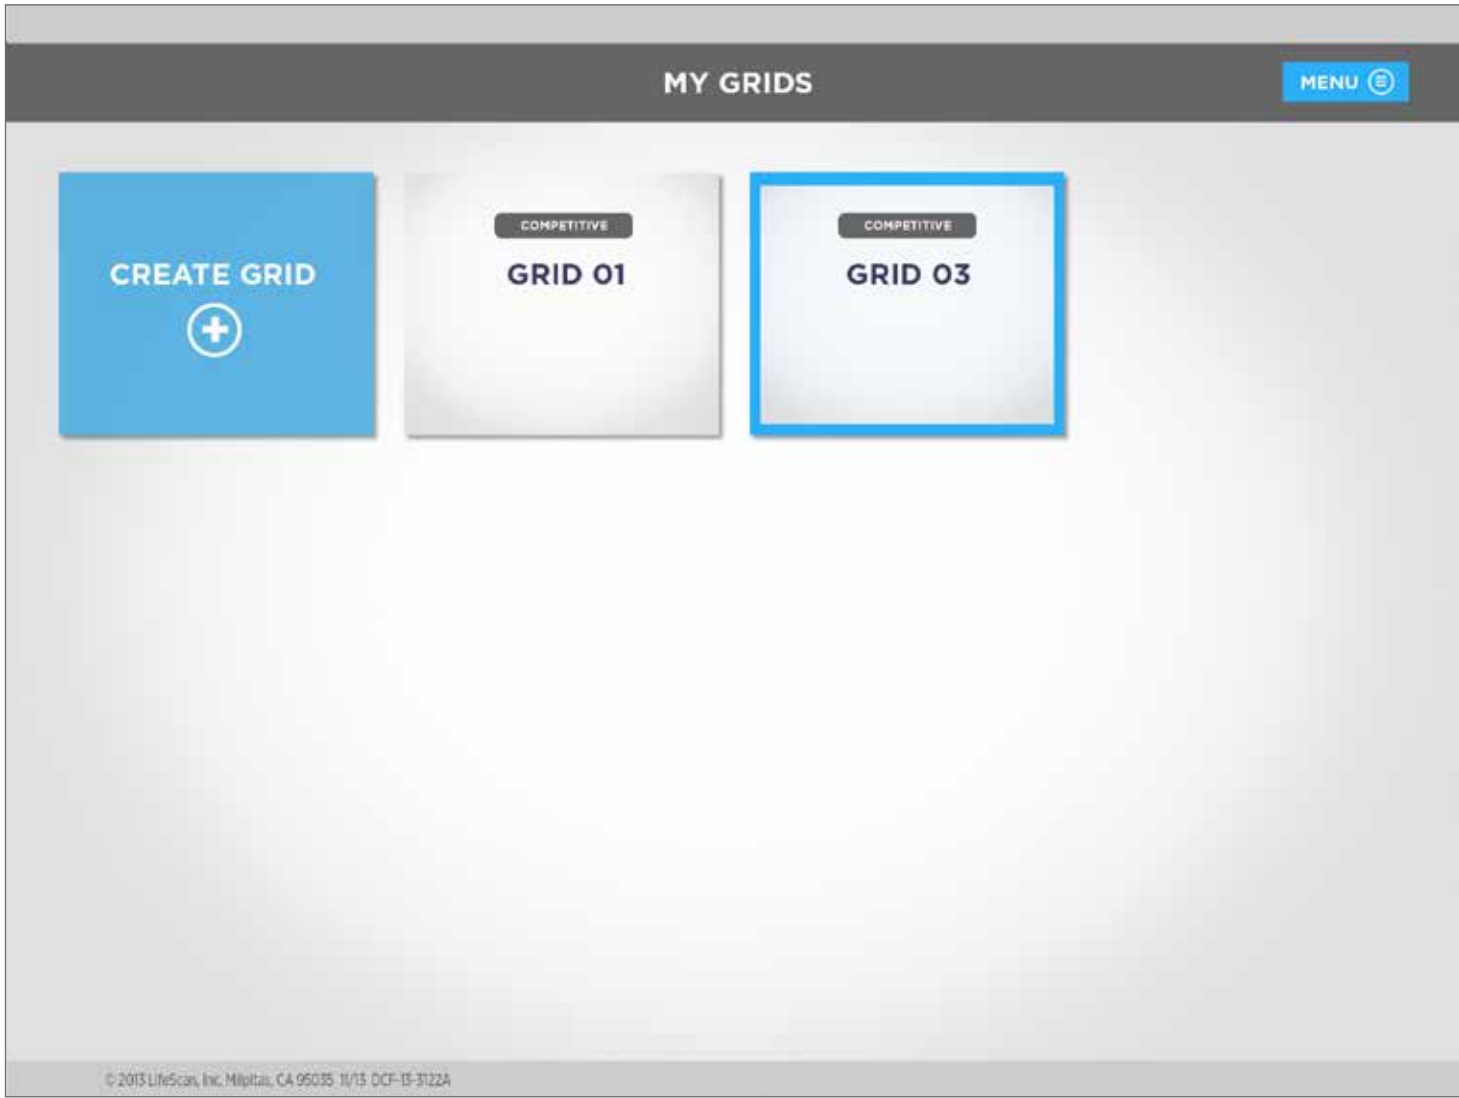 MY GRIDS
MENU
CREATE GRID
COMPETITIVE
GRID 01
COMPETITIVE
GRID 03
© 2013 LifeScan, Inc. Milpitas, CA 95035 11/13 DCF-13-3122A